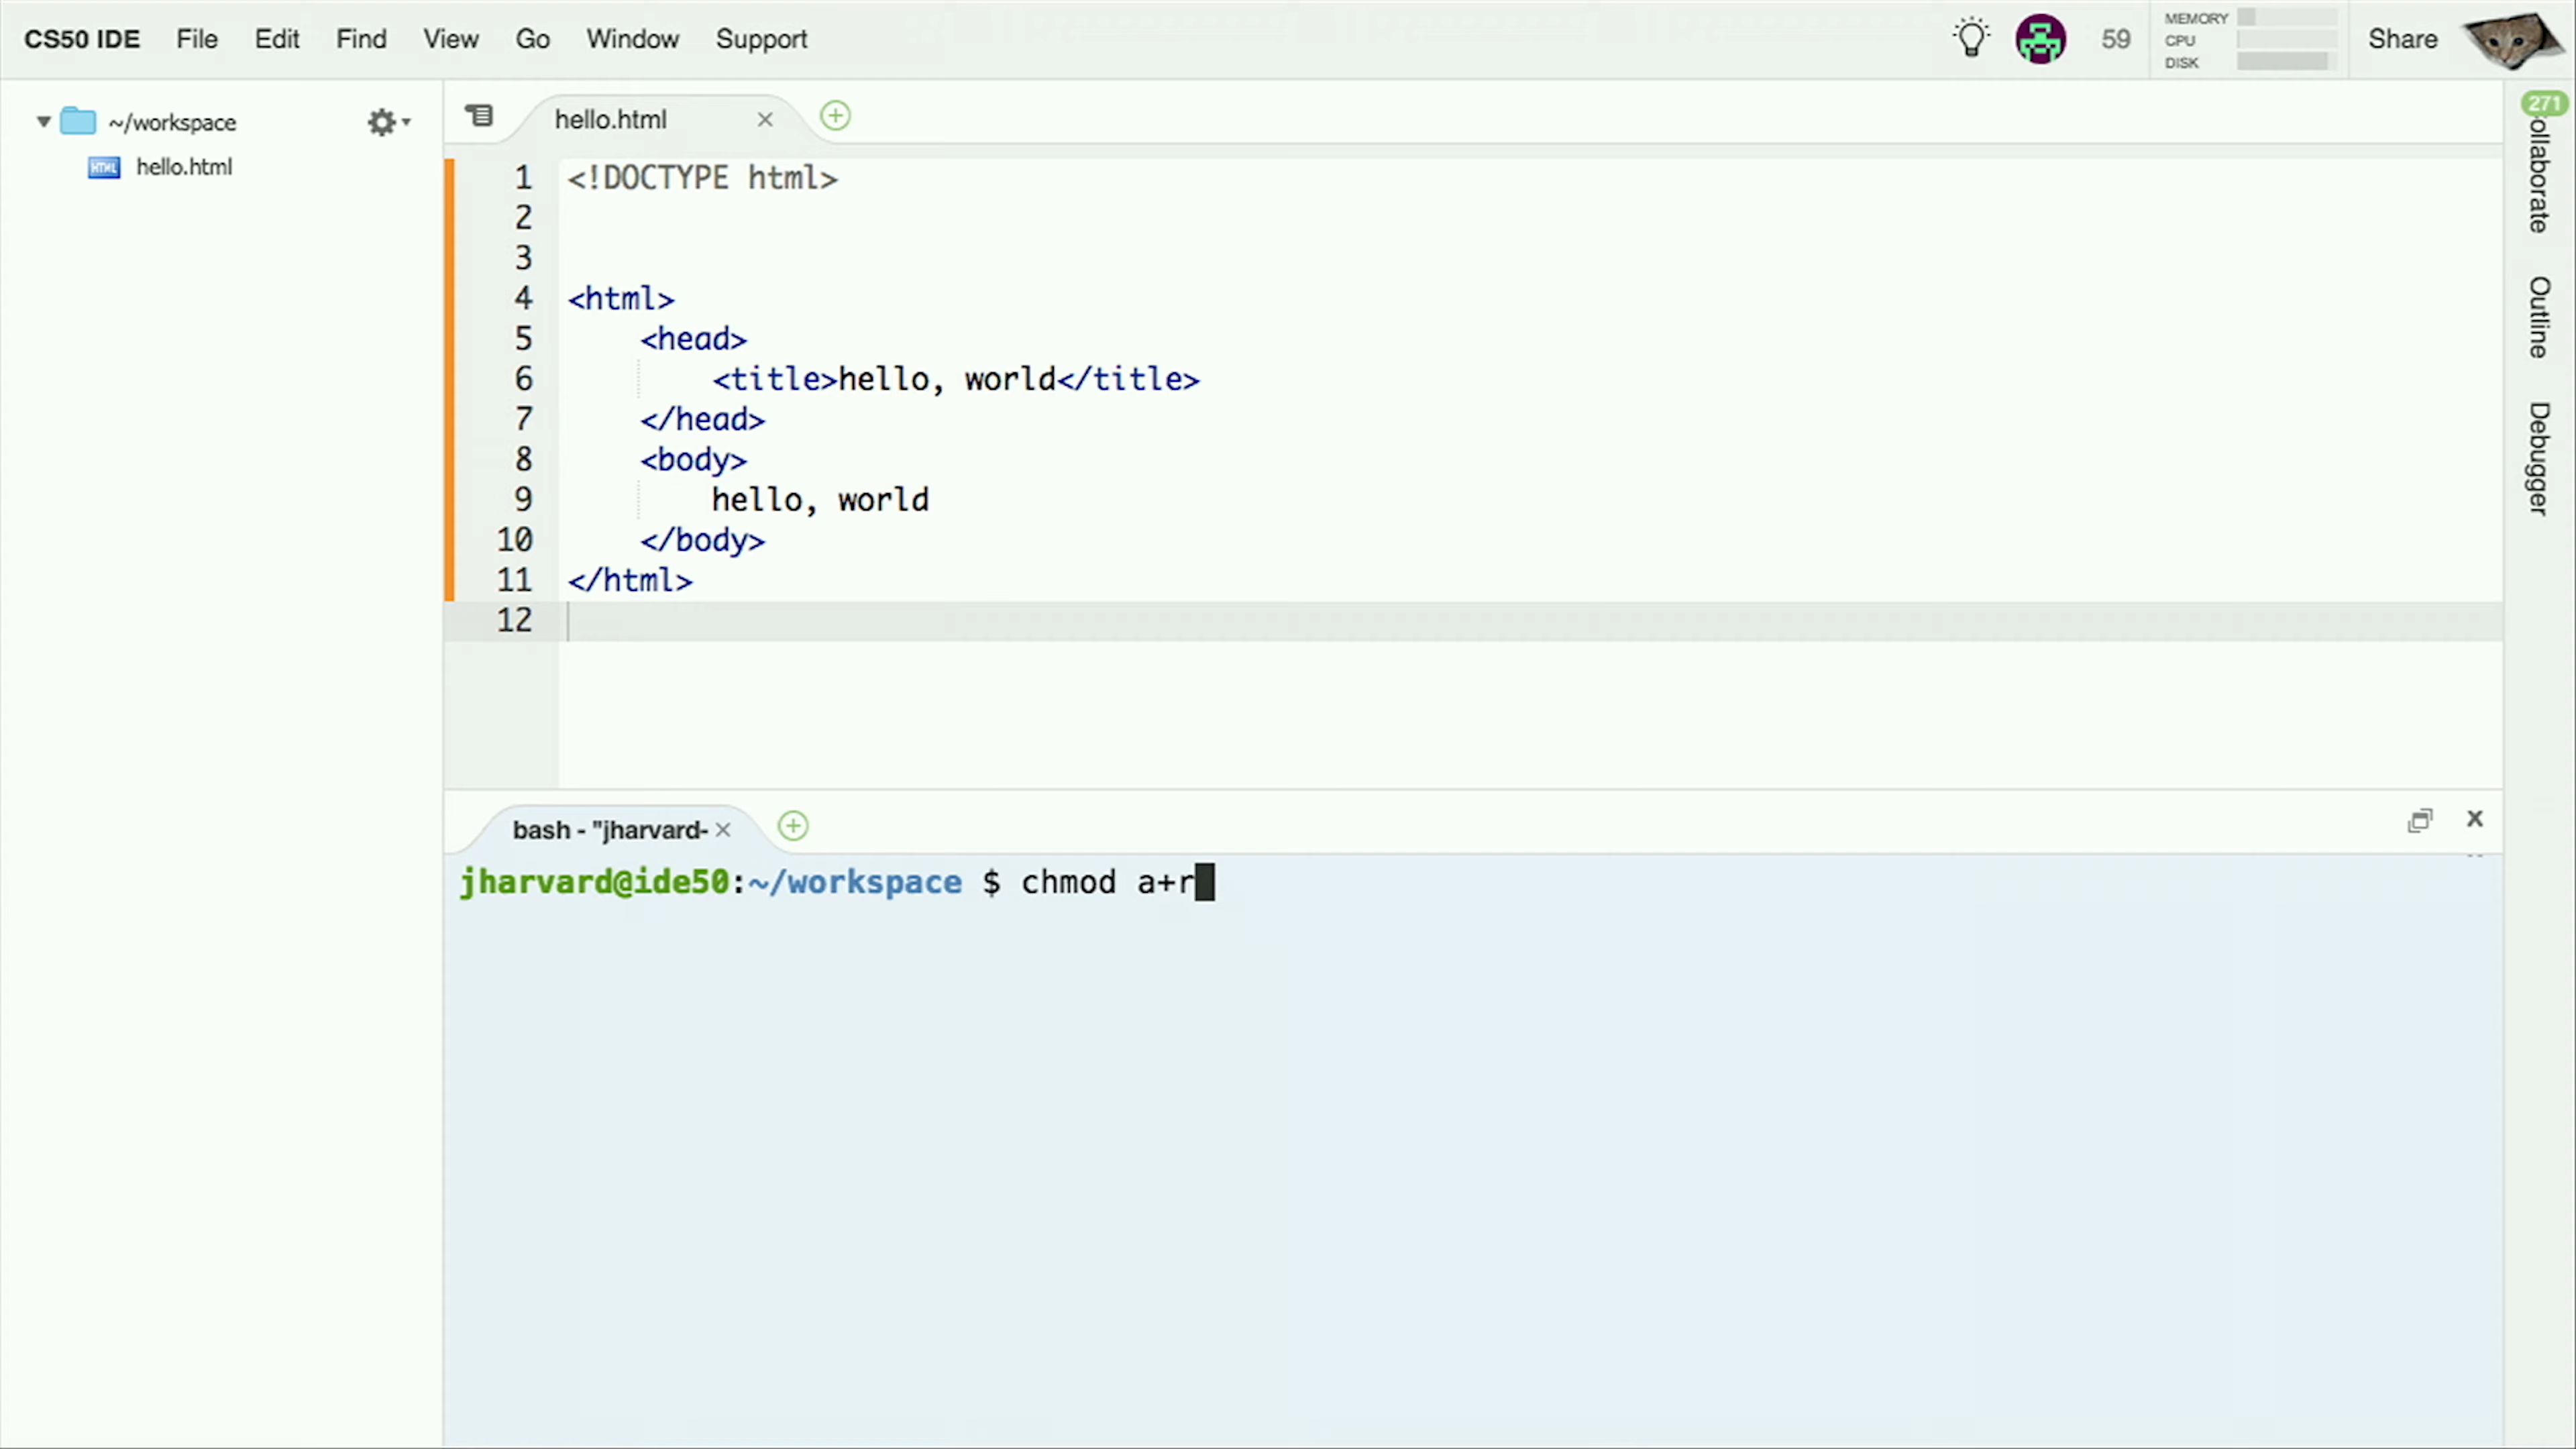 CS50 IDE File Edit Find View Go Window Support 59 MEMORY CPU DISK Share
~/workspace
hello.html
hello.html
1 <!DOCTYPE html>
2
3
4 <html>
5 <head>
6 <title>hello, world</title>
7 </head>
8 <body>
9 hello, world
10 </body>
11 </html>
12
bash - "jharvard-
jharvard@ide50:~/workspace $ chmod a+r
271
ollaborate
Outline
Debugger